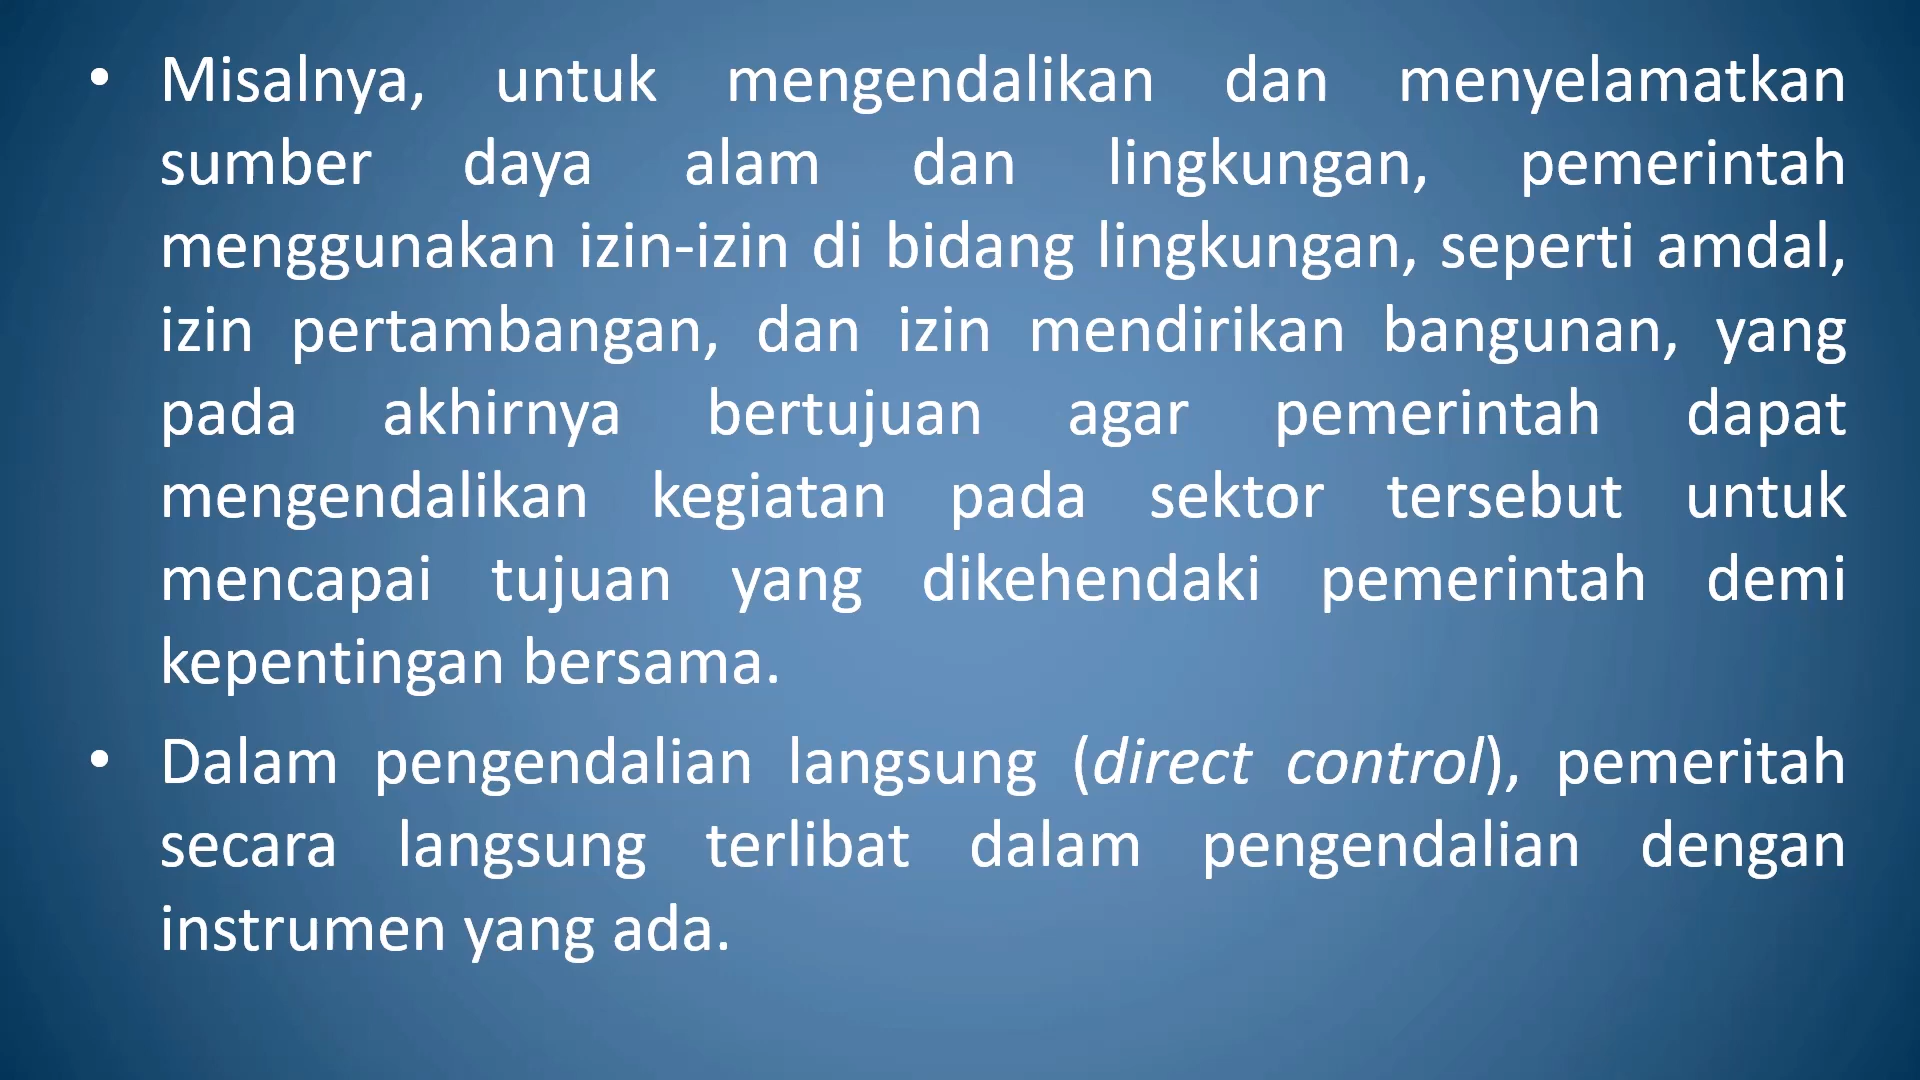 • Misalnya, untuk mengendalikan dan menyelamatkan
sumber daya alam dan lingkungan, pemerintah
menggunakan izin-izin di bidang lingkungan, seperti amdal,
izin pertambangan, dan izin mendirikan bangunan, yang
pada akhirnya bertujuan agar pemerintah dapat
mengendalikan kegiatan pada sektor tersebut untuk
mencapai tujuan yang dikehendaki pemerintah demi
kepentingan bersama.
• Dalam pengendalian langsung (direct control), pemeritah
secara langsung terlibat dalam pengendalian dengan
instrumen yang ada.